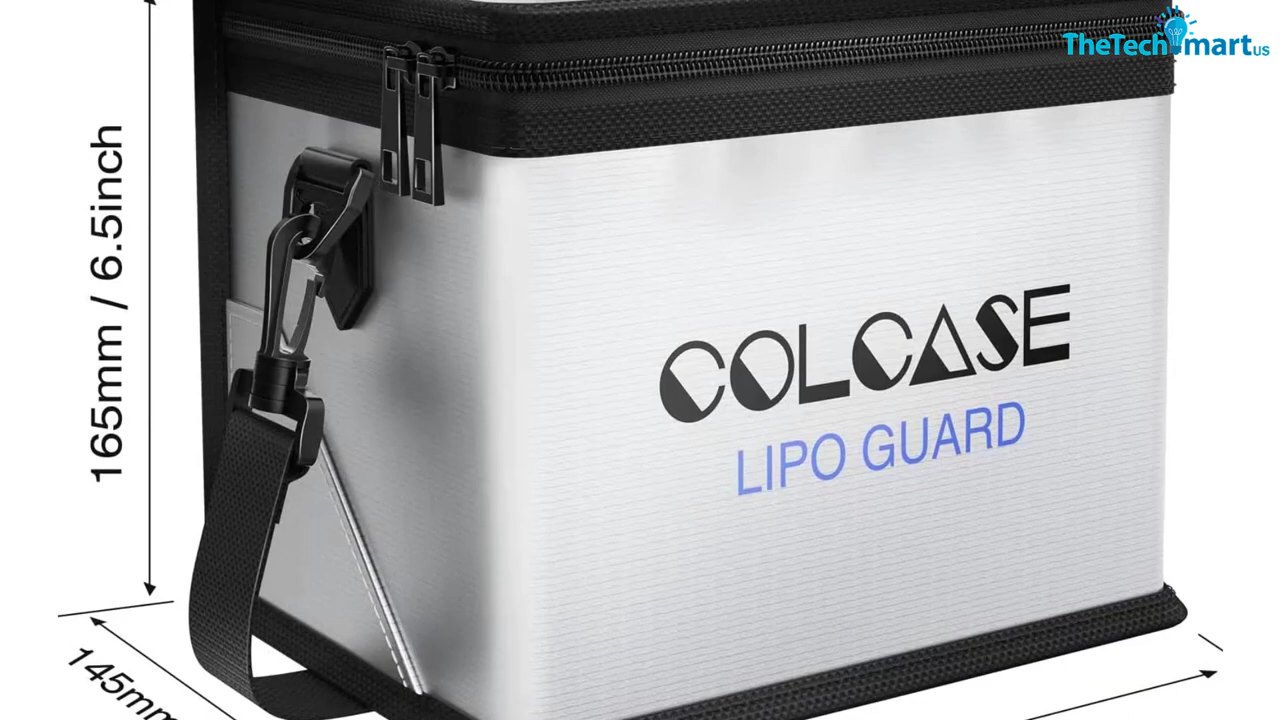 TheTechSmart.US
165mm / 6.5inch
COLCASE
LIPO GUARD
145mm